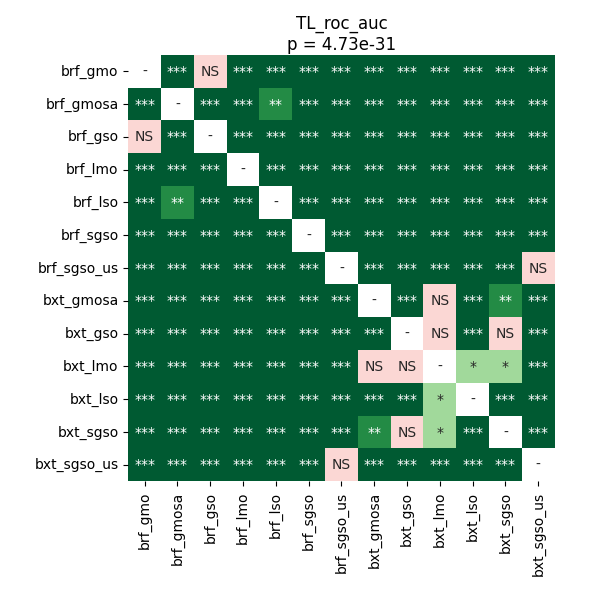 TL_roc_auc
p = 4.73e-31
brf_gmo - *** NS *** *** *** *** *** *** *** *** *** ***
brf_gmosa *** - *** *** ** *** *** *** *** *** *** *** ***
brf_gso NS *** - *** *** *** *** *** *** *** *** *** ***
brf_lmo *** *** *** - *** *** *** *** *** *** *** *** ***
brf_lso *** ** *** *** - *** *** *** *** *** *** *** ***
brf_sgso *** *** *** *** *** - *** *** *** *** *** *** ***
brf_sgso_us *** *** *** *** *** *** - *** *** *** *** *** NS
bxt_gmosa *** *** *** *** *** *** *** - *** NS *** ** ***
bxt_gso *** *** *** *** *** *** *** *** - NS *** NS ***
bxt_lmo *** *** *** *** *** *** *** NS NS - * * ***
bxt_lso *** *** *** *** *** *** *** *** *** * - *** ***
bxt_sgso *** *** *** *** *** *** *** ** NS * *** - ***
bxt_sgso_us *** *** *** *** *** *** NS *** *** *** *** *** -
brf_gmo brf_gmosa brf_gso brf_lmo brf_lso brf_sgso brf_sgso_us bxt_gmosa bxt_gso bxt_lmo bxt_lso bxt_sgso bxt_sgso_us